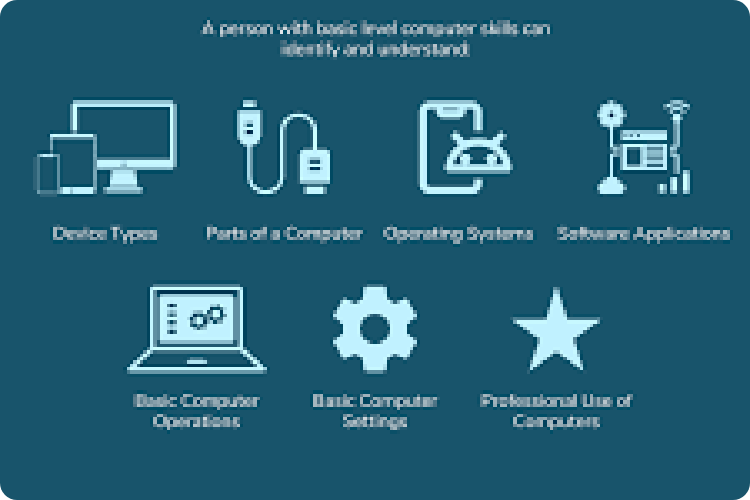 A person with basic level computer skills can
identify and understand:
Device Types
Parts of a Computer
Operating Systems
Software Applications
Basic Computer
Operations
Basic Computer
Settings
Professional Use of
Computers